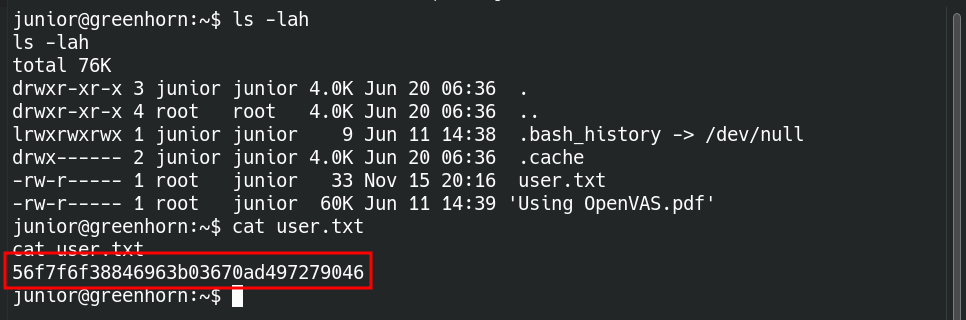 junior@greenhorn:~$ ls -lah
ls -lah
total 76K
drwxr-xr-x 3 junior junior 4.0K Jun 20 06:36  .
drwxr-xr-x 4 root   root   4.0K Jun 20 06:36  ..
lrwxrwxrwx 1 junior junior    9 Jun 11 14:38  .bash_history -> /dev/null
drwx------ 2 junior junior 4.0K Jun 20 06:36  .cache
-rw-r----- 1 root   junior   33 Nov 15 20:16  user.txt
-rw-r----- 1 root   junior  60K Jun 11 14:39 'Using OpenVAS.pdf'
junior@greenhorn:~$ cat user.txt
cat user.txt
56f7f6f38846963b03670ad497279046
junior@greenhorn:~$